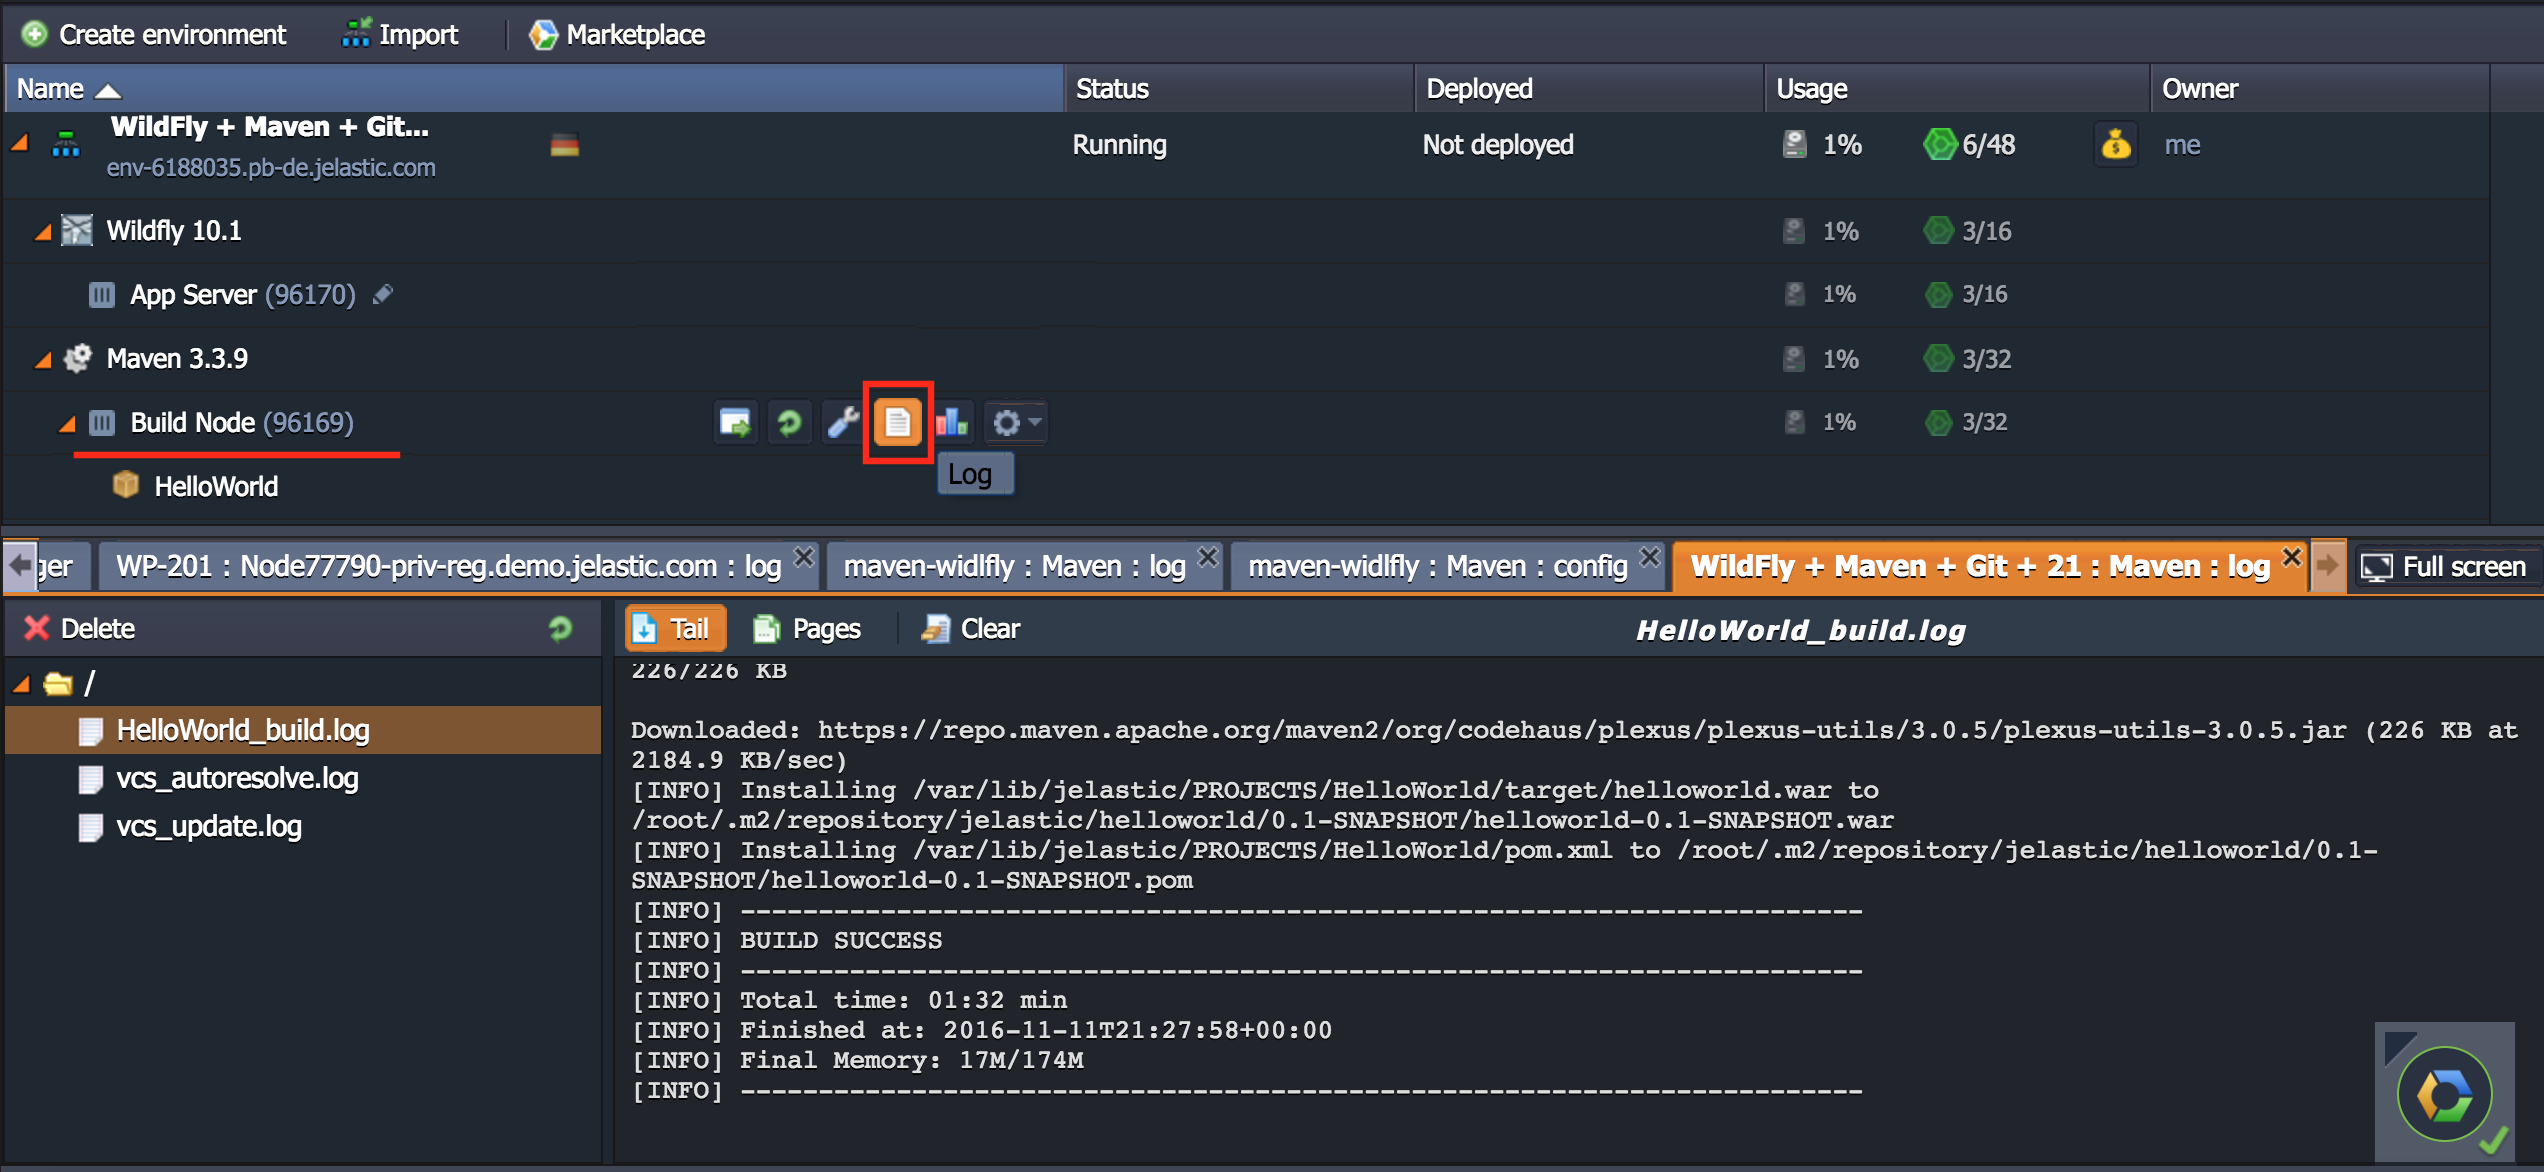 Create environment
Import
Marketplace
Name
Status
Deployed
Usage
Owner
WildFly + Maven + Git...
env-6188035.pb-de.jelastic.com
Running
Not deployed
1%
6/48
me
Wildfly 10.1
1%
3/16
App Server (96170)
1%
3/16
Maven 3.3.9
1%
3/32
Build Node (96169)
1%
3/32
Log
HelloWorld
ger
WP-201 : Node77790-priv-reg.demo.jelastic.com : log
maven-widlfly : Maven : log
maven-widlfly : Maven : config
WildFly + Maven + Git + 21 : Maven : log
Full screen
Delete
Tail
Pages
Clear
HelloWorld_build.log
/
HelloWorld_build.log
vcs_autoresolve.log
vcs_update.log
226/226 KB
Downloaded: https://repo.maven.apache.org/maven2/org/codehaus/plexus/plexus-utils/3.0.5/plexus-utils-3.0.5.jar (226 KB at
2184.9 KB/sec)
[INFO] Installing /var/lib/jelastic/PROJECTS/HelloWorld/target/helloworld.war to
/root/.m2/repository/jelastic/helloworld/0.1-SNAPSHOT/helloworld-0.1-SNAPSHOT.war
[INFO] Installing /var/lib/jelastic/PROJECTS/HelloWorld/pom.xml to /root/.m2/repository/jelastic/helloworld/0.1-
SNAPSHOT/helloworld-0.1-SNAPSHOT.pom
[INFO] ------------------------------------------------------------------------
[INFO] BUILD SUCCESS
[INFO] ------------------------------------------------------------------------
[INFO] Total time: 01:32 min
[INFO] Finished at: 2016-11-11T21:27:58+00:00
[INFO] Final Memory: 17M/174M
[INFO] ------------------------------------------------------------------------